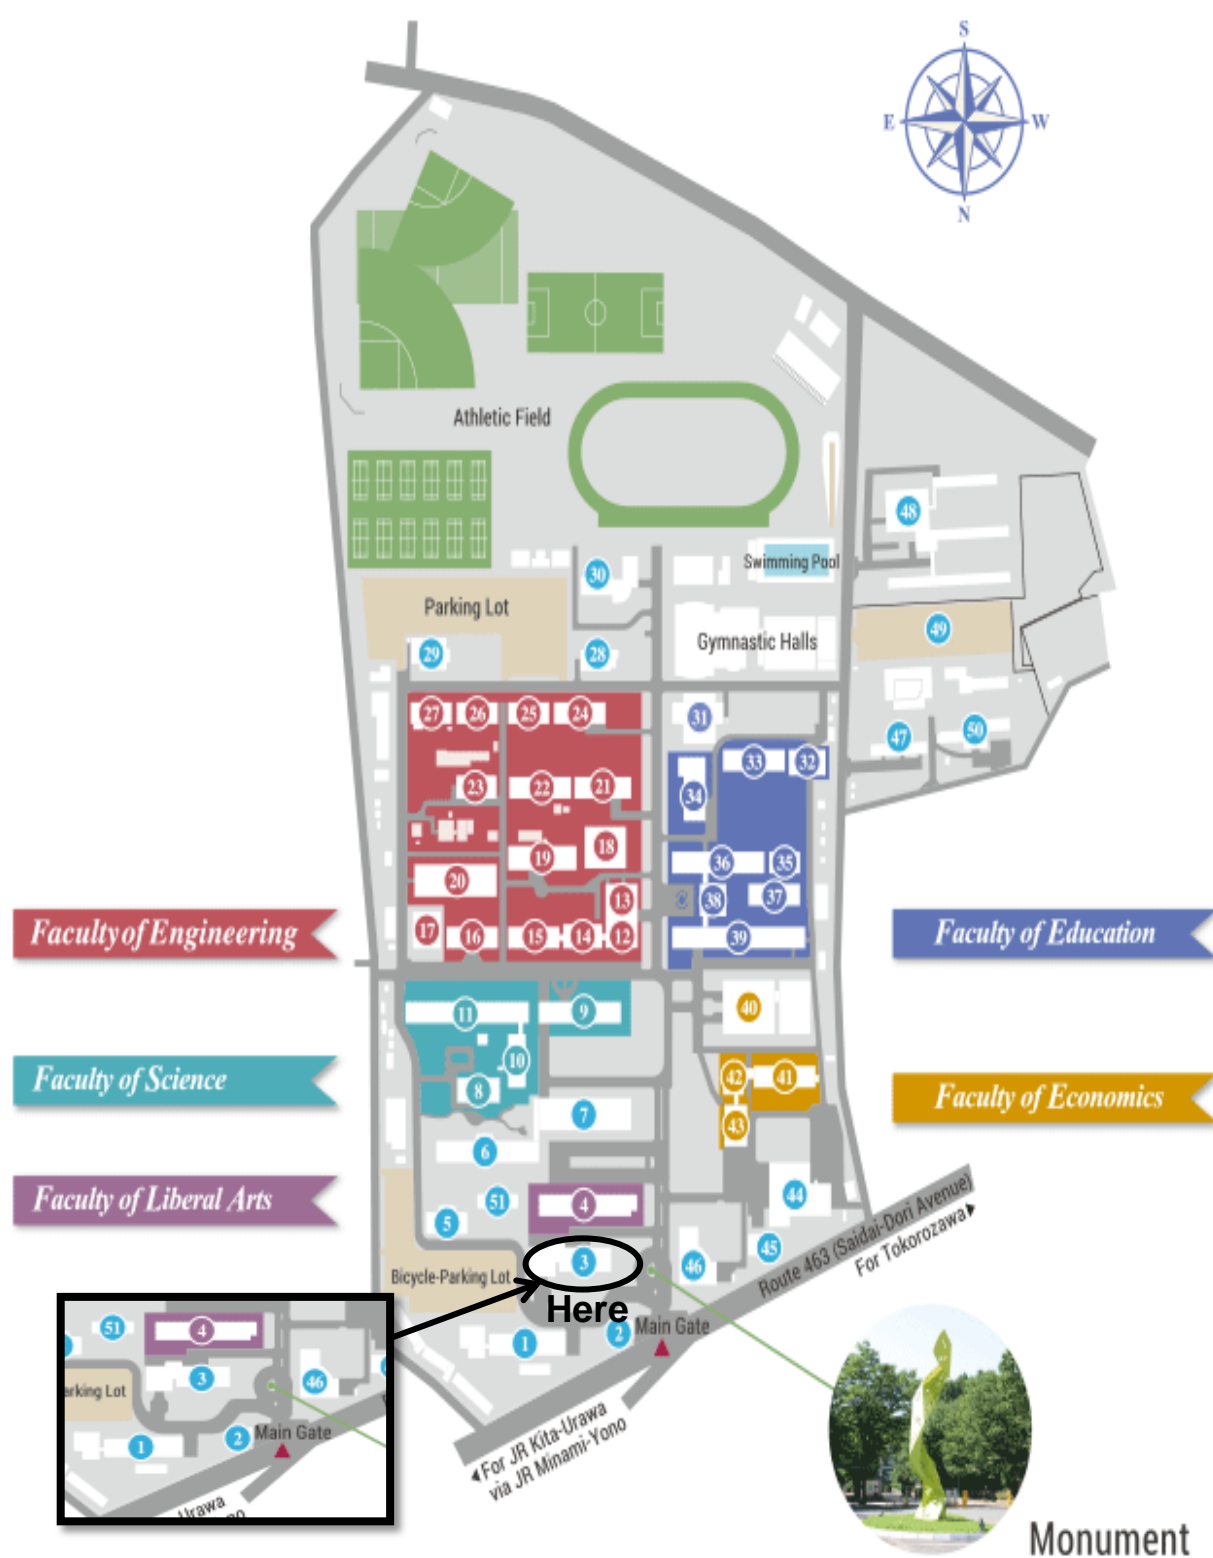 S
E
W
N
Athletic Field
48
Swimming Pool
30
Parking Lot
49
Gymnastic Halls
29
28
27
26
25
24
31
47
50
33
32
23
22
21
34
18
19
36
35
20
13
38
37
17
16
15
14
12
39
Faculty of Engineering
Faculty of Education
11
9
40
10
8
42
41
Faculty of Science
Faculty of Economics
7
43
6
Faculty of Liberal Arts
51
4
44
5
3
46
45
Route 463 (Saidai-Dori Avenue)
For Tokorozawa▶
Bicycle-Parking Lot
Here
1
2
Main Gate
51
4
3
46
arking Lot
1
2
Main Gate
Urawa
◀For JR Kita-Urawa
via JR Minami-Yono
Monument